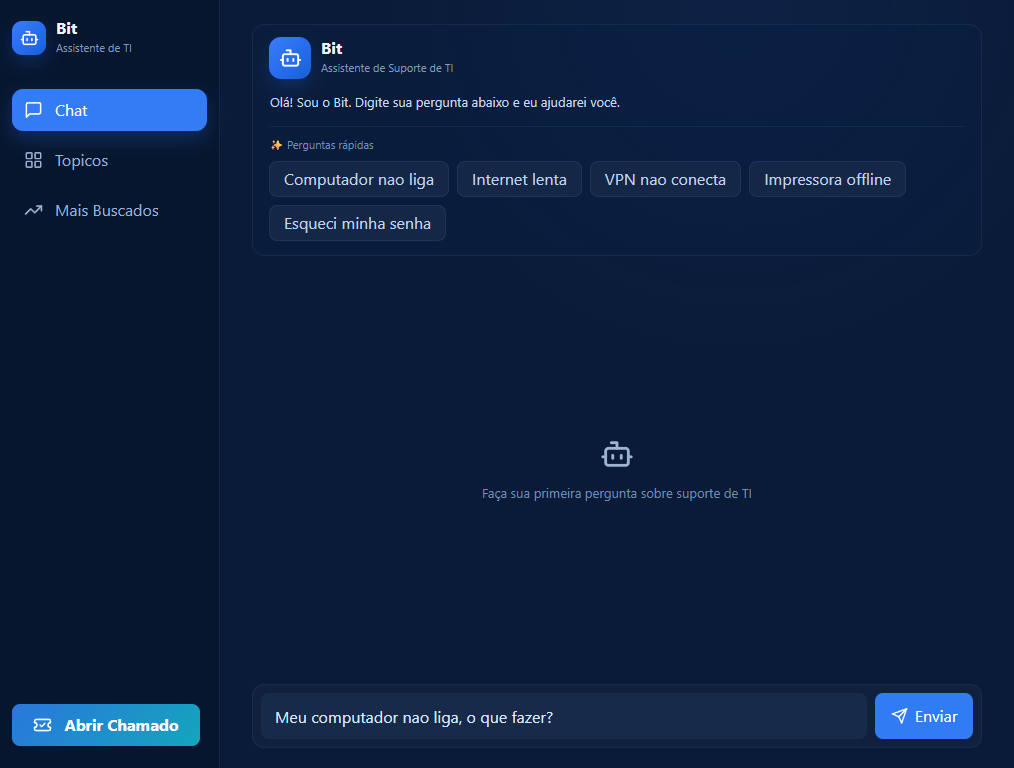 Bit
Assistente de TI
Chat
Topicos
Mais Buscados
Abrir Chamado
Bit
Assistente de Suporte de TI
Olá! Sou o Bit. Digite sua pergunta abaixo e eu ajudarei você.
✨ Perguntas rápidas
Computador nao liga
Internet lenta
VPN nao conecta
Impressora offline
Esqueci minha senha
Faça sua primeira pergunta sobre suporte de TI
Meu computador nao liga, o que fazer?
Enviar